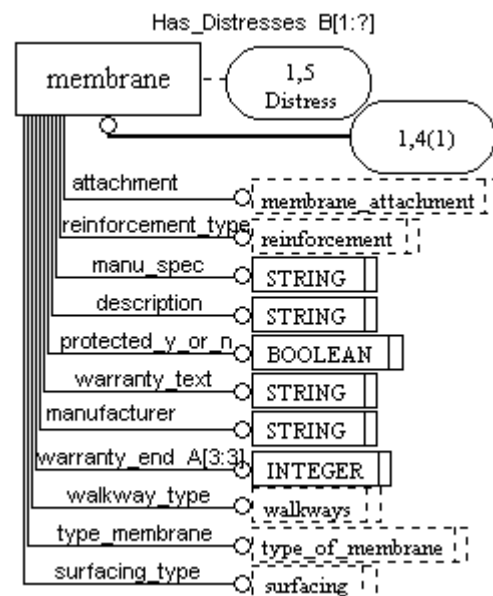 Has_Distresses B[1:?]
membrane
1,5
Distress
1,4(1)
attachment
membrane_attachment
reinforcement_type
reinforcement
manu_spec
STRING
description
STRING
protected_y_or_n
BOOLEAN
warranty_text
STRING
manufacturer
STRING
warranty_end A[3:3]
INTEGER
walkway_type
walkways
type_membrane
type_of_membrane
surfacing_type
surfacing